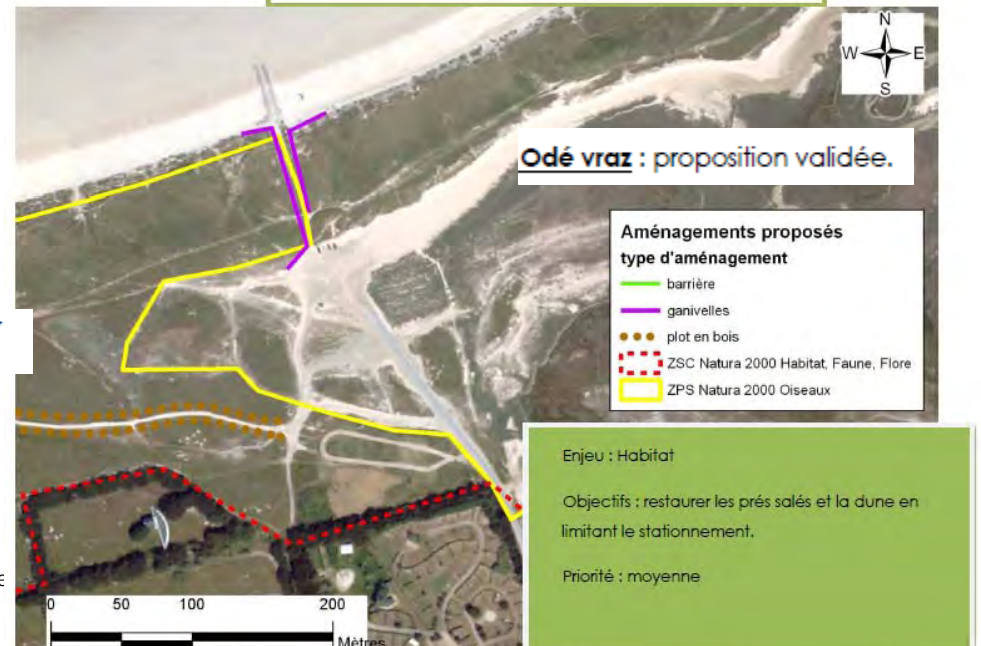 N
W E
S
Odé vraz : proposition validée.
Aménagements proposés
type d'aménagement
barrière
ganivelles
plot en bois
ZSC Natura 2000 Habitat, Faune, Flore
ZPS Natura 2000 Oiseaux
Enjeu : Habitat
Objectifs : restaurer les prés salés et la dune en
limitant le stationnement.
Priorité : moyenne
0 50 100 200
Mètres